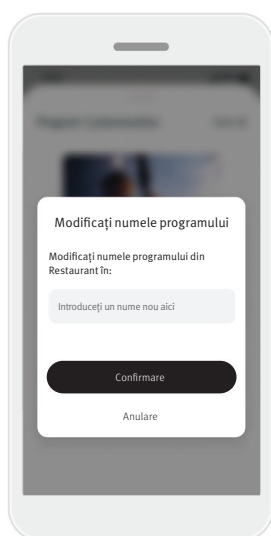 Modificați numele programului
Modificați numele programului din
Restaurant în:
Introduceți un nume nou aici
Confirmare
Anulare